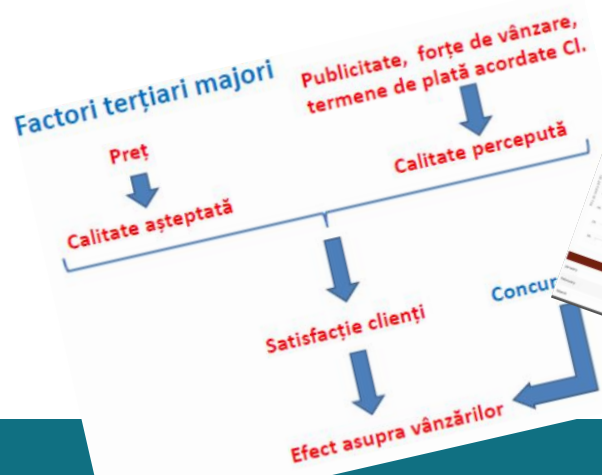 Factori terțiari majori
Publicitate, forțe de vânzare,
termene de plată acordate Cl.
Preț
Calitate percepută
Calitate așteptată
Concur
Satisfacție clienți
Efect asupra vânzărilor